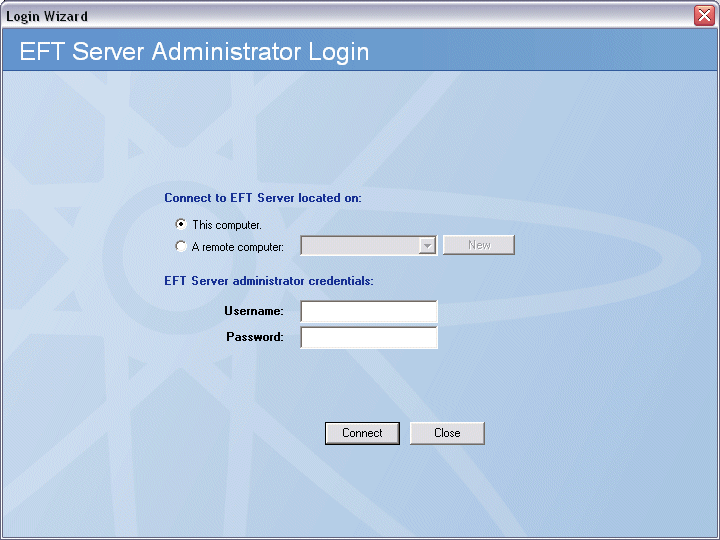 Login Wizard
EFT Server Administrator Login
Connect to EFT Server located on:
This computer.
A remote computer:
New
EFT Server administrator credentials:
Username:
Password:
Connect Close